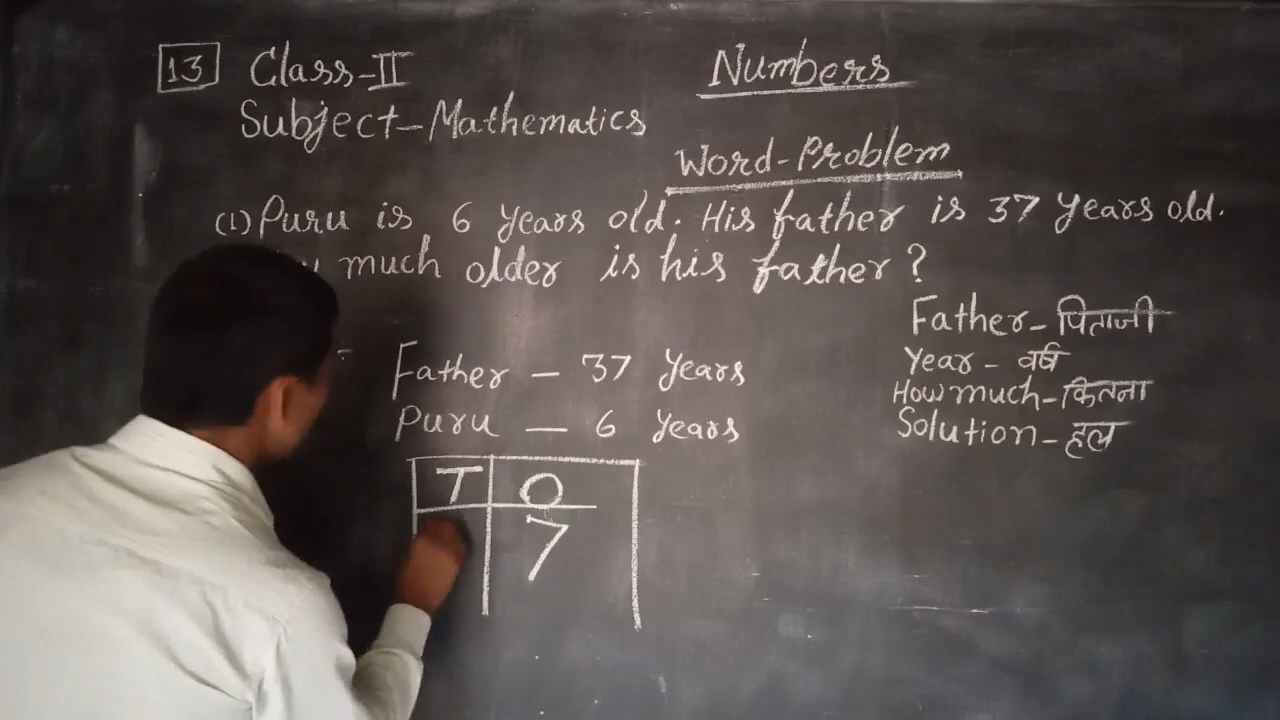 13 Class-II
Numbers
Subject-Mathematics
Word-Problem
(1) Puru is 6 years old. His father is 37 years old.
much older is his father?
Father - 37 years
Puru - 6 years
T O
7
Father- पिताजी
Year - वर्ष
How much- कितना
Solution- हल